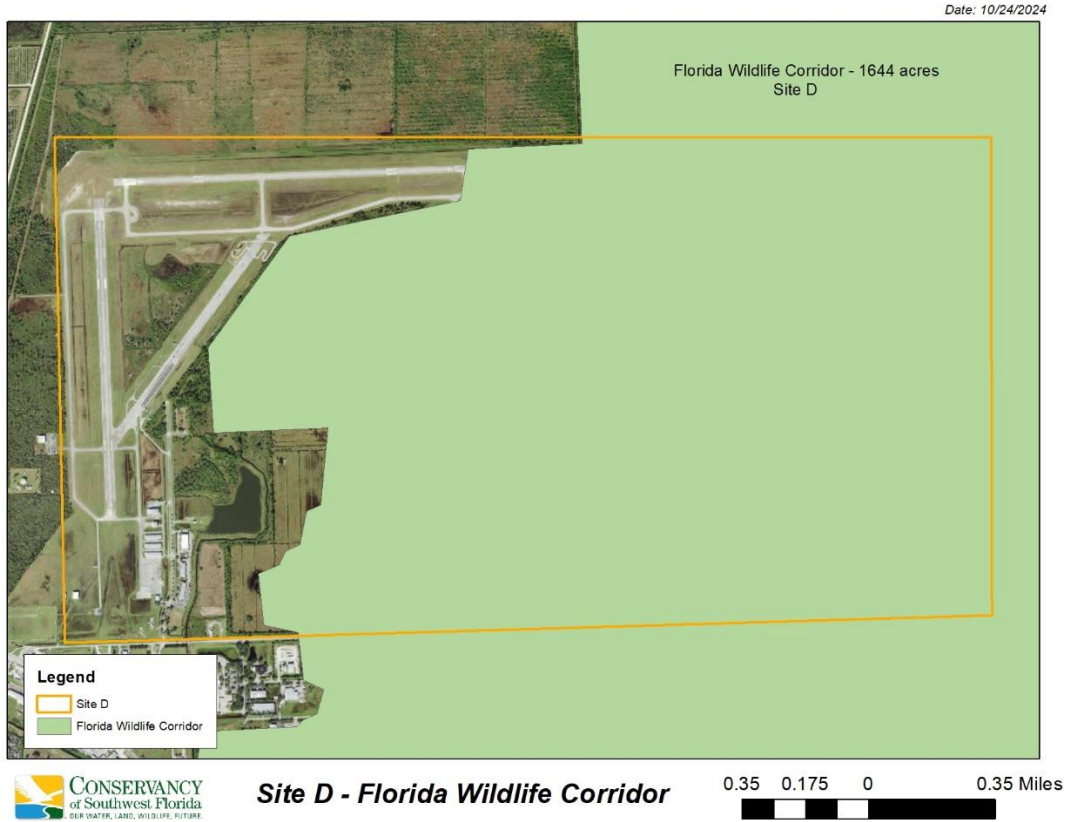 Date: 10/24/2024
Florida Wildlife Corridor - 1644 acres
Site D
Legend
Site D
Florida Wildlife Corridor
CONSERVANCY
of Southwest Florida
OUR WATER, LAND, WILDLIFE, FUTURE.
Site D - Florida Wildlife Corridor
0.35 0.175 0 0.35 Miles